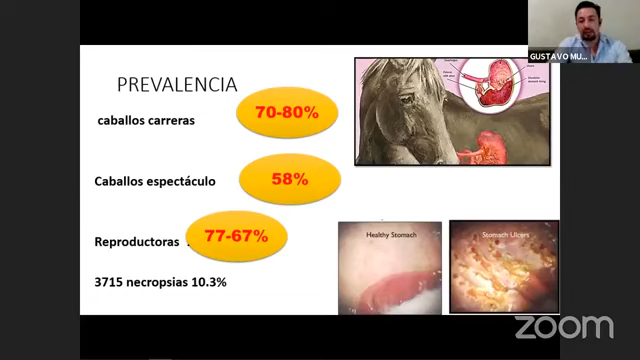 GUSTAVO MU...
PREVALENCIA
caballos carreras
70-80%
Caballos espectáculo
58%
Reproductoras
77-67%
3715 necropsias 10.3%
Healthy Stomach
Stomach Ulcers
zoom